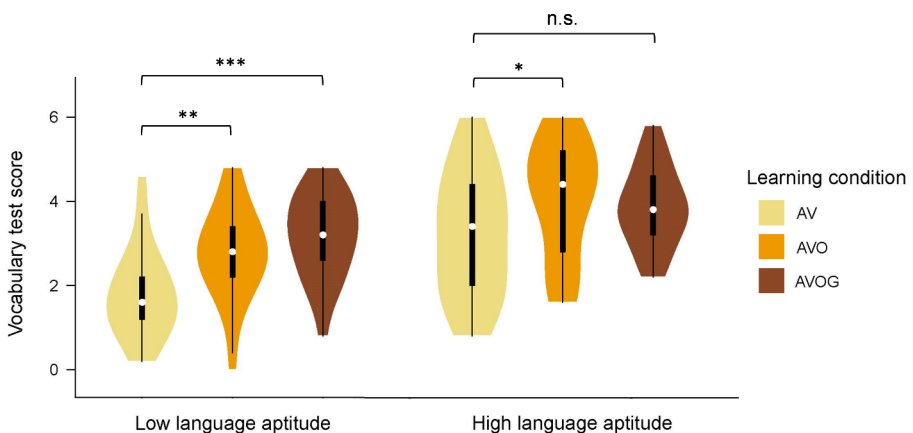 n.s.
***
*
**
6
4
2
0
Vocabulary test score
Learning condition
AV
AVO
AVOG
Low language aptitude
High language aptitude